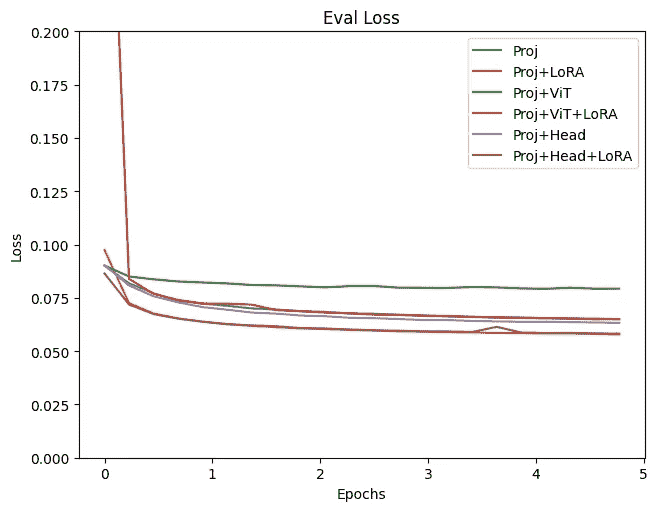 Eval Loss
0.200
0.175
0.150
0.125
0.100
0.075
0.050
0.025
0.000
Loss
Proj
Proj+LoRA
Proj+ViT
Proj+ViT+LoRA
Proj+Head
Proj+Head+LoRA
0 1 2 3 4 5
Epochs